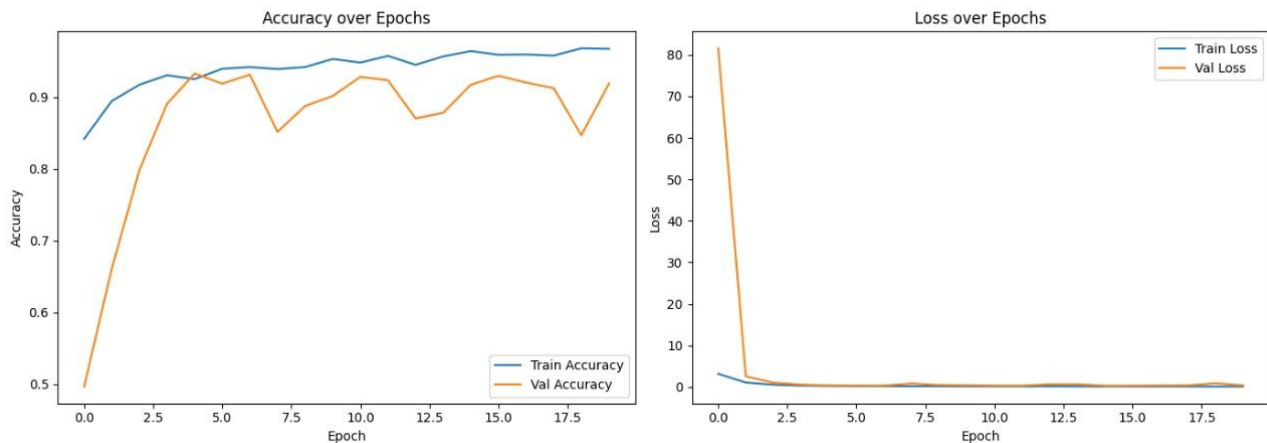 Accuracy over Epochs
0.9
0.8
0.7
0.6
0.5
Accuracy
0.0 2.5 5.0 7.5 10.0 12.5 15.0 17.5
Epoch
Train Accuracy
Val Accuracy
Loss over Epochs
80
70
60
50
40
30
20
10
0
Loss
0.0 2.5 5.0 7.5 10.0 12.5 15.0 17.5
Epoch
Train Loss
Val Loss